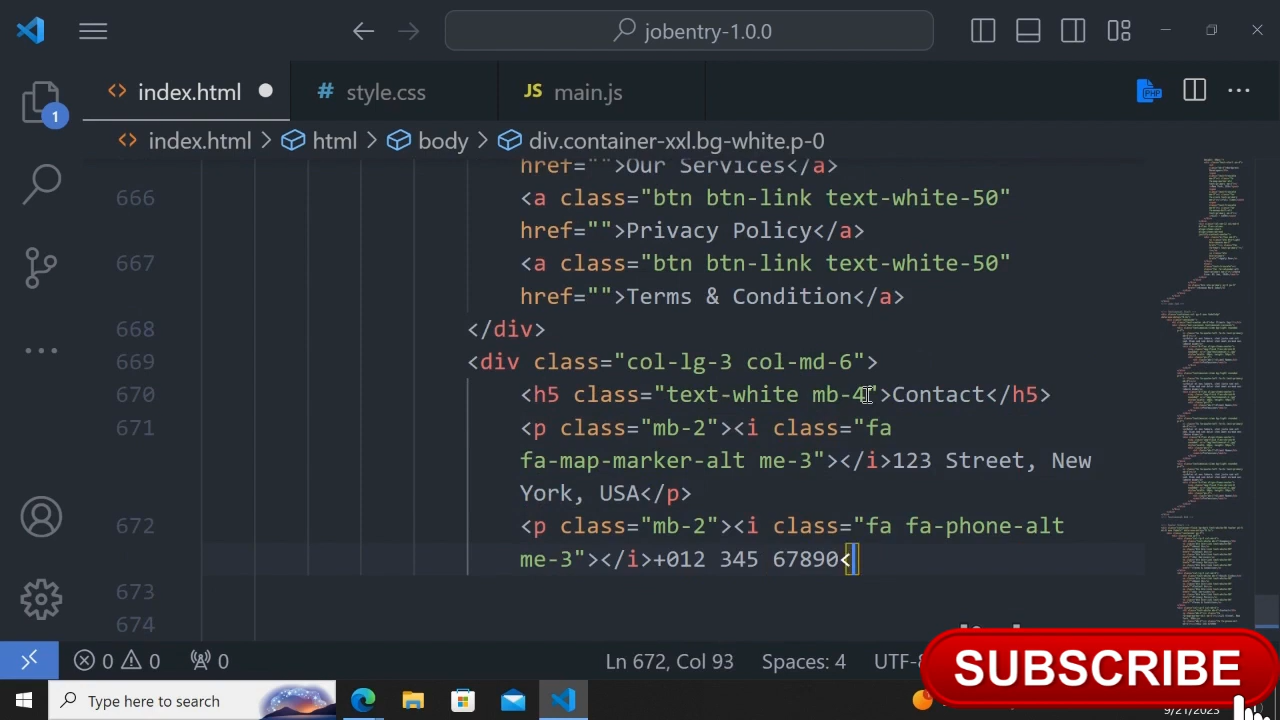 jobentry-1.0.0
index.html
# style.css
JS main.js
PHP
1
index.html > html > body > div.container-xxl.bg-white.p-0
href="">Our Services</a>
666 <a class="btn btn-link text-white-50"
href="">Privacy Policy</a>
667 <a class="btn btn-link text-white-50"
href="">Terms & Condition</a>
668 </div>
669 <div class="col-lg-3 col-md-6">
670 <h5 class="text-white mb-4">Contact</h5>
671 <p class="mb-2"><i class="fa
fa-map-marker-alt me-3"></i>123 Street, New
York, USA</p>
672 <p class="mb-2"><i class="fa fa-phone-alt
me-3"></i>+012 345 67890<
673
674
0 0 0 Ln 672, Col 93 Spaces: 4 UTF-8
SUBSCRIBE
Type here to search
9/21/2023